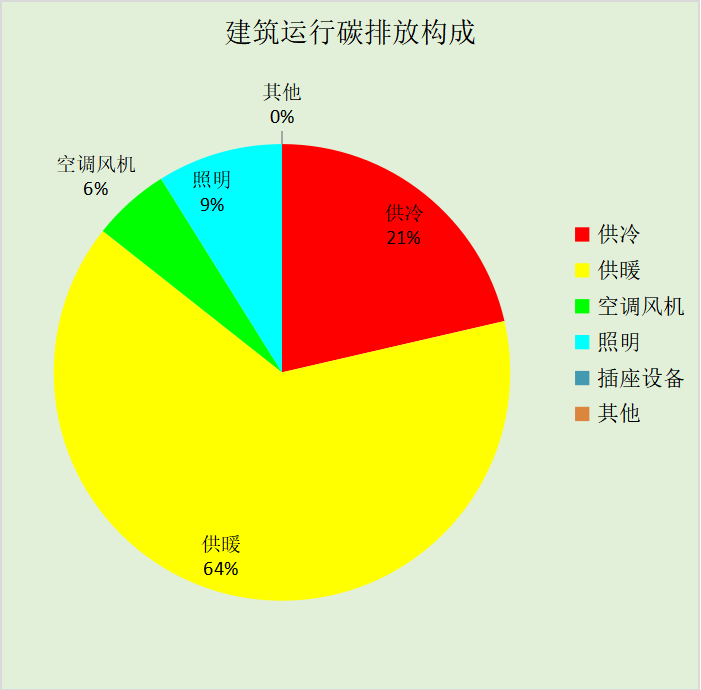 建筑运行碳排放构成
其他
0%
空调风机
6%
照明
9%
供冷
21%
供暖
64%
供冷
供暖
空调风机
照明
插座设备
其他